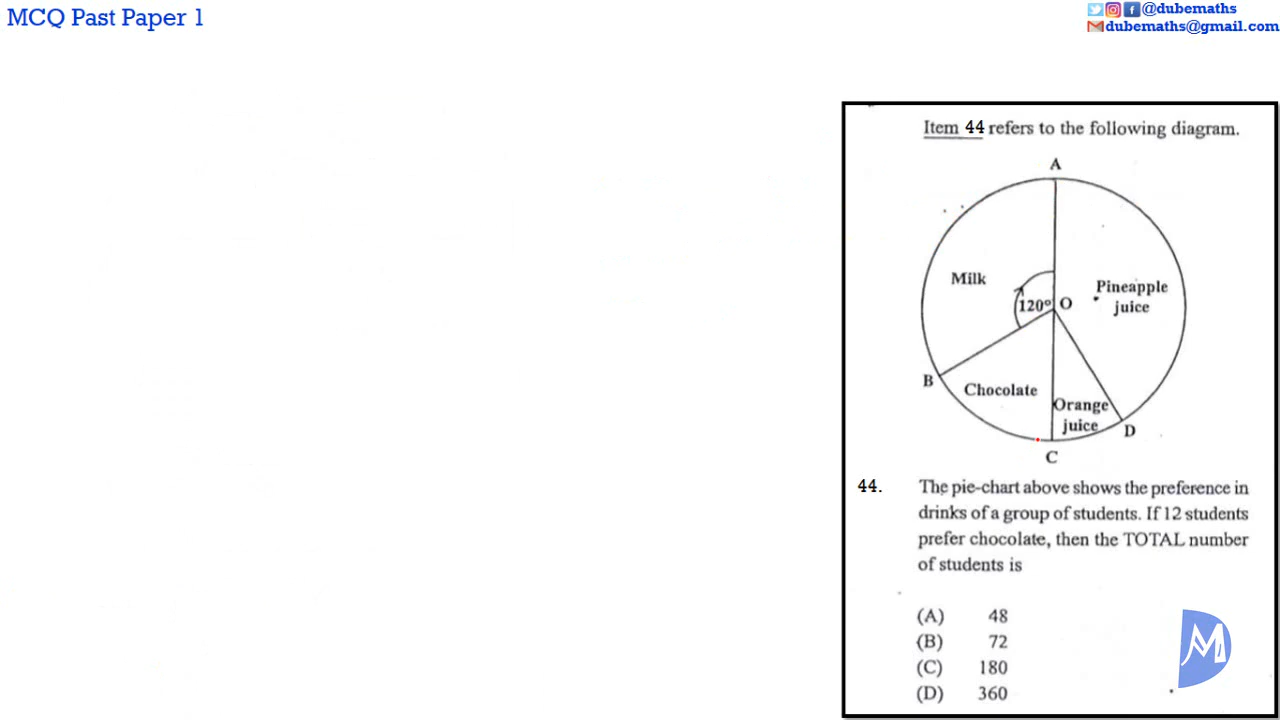 MCQ Past Paper 1
@dubemaths
dubemaths@gmail.com
Item 44 refers to the following diagram.
A
Milk
Pineapple
juice
120° O
B
Chocolate
Orange
juice
D
C
44. The pie-chart above shows the preference in
drinks of a group of students. If 12 students
prefer chocolate, then the TOTAL number
of students is
(A) 48
(B) 72
(C) 180
(D) 360
DM